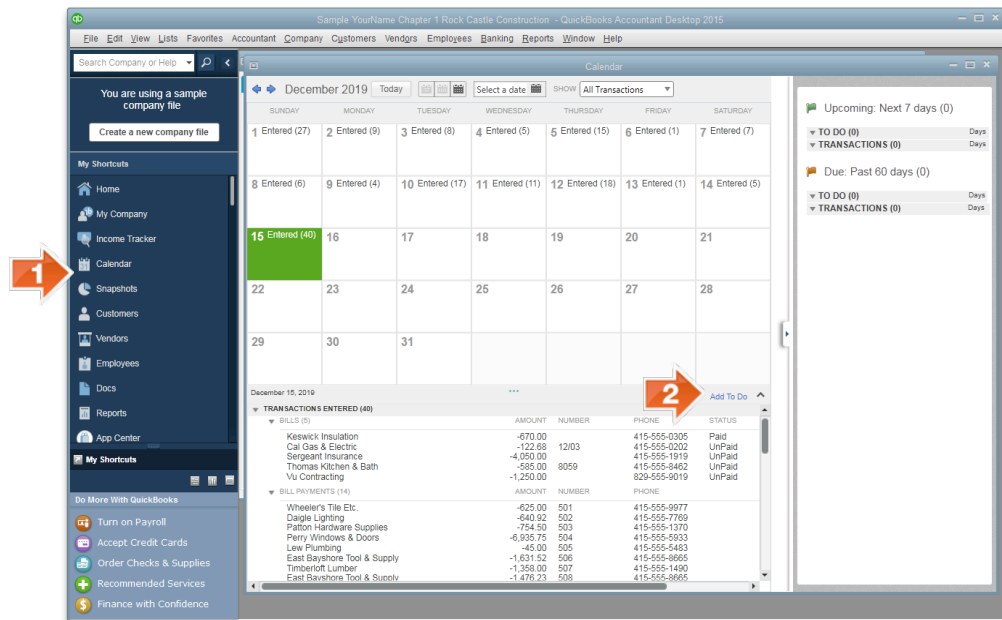 Sample YourName Chapter 1 Rock Castle Construction - QuickBooks Accountant Desktop 2015
File Edit View Lists Favorites Accountant Company Customers Vendors Employees Banking Reports Window Help
Search Company or Help
You are using a sample
company file
Create a new company file
My Shortcuts
Home
My Company
Income Tracker
1
Calendar
Snapshots
Customers
Vendors
Employees
Docs
Reports
App Center
My Shortcuts
Do More With QuickBooks
Turn on Payroll
Accept Credit Cards
Order Checks & Supplies
Recommended Services
Finance with Confidence
Calendar
December 2019 Today Select a date SHOW All Transactions
SUNDAY MONDAY TUESDAY WEDNESDAY THURSDAY FRIDAY SATURDAY
1 Entered (27) 2 Entered (9) 3 Entered (8) 4 Entered (5) 5 Entered (15) 6 Entered (1) 7 Entered (7)
8 Entered (6) 9 Entered (4) 10 Entered (17) 11 Entered (11) 12 Entered (18) 13 Entered (1) 14 Entered (5)
15 Entered (40) 16 17 18 19 20 21
22 23 24 25 26 27 28
29 30 31
December 15, 2019 2 Add To Do
TRANSACTIONS ENTERED (40)
BILLS (5) AMOUNT NUMBER PHONE STATUS
Keswick Insulation -670.00 415-555-0305 Paid
Cal Gas & Electric -122.68 12/03 415-555-0202 UnPaid
Sergeant Insurance -4,050.00 415-555-1919 UnPaid
Thomas Kitchen & Bath -585.00 8059 415-555-8462 UnPaid
Vu Contracting -1,250.00 829-555-9019 UnPaid
BILL PAYMENTS (14) AMOUNT NUMBER PHONE
Wheeler's Tile Etc. -625.00 501 415-555-9977
Daigle Lighting -640.92 502 415-555-7769
Patton Hardware Supplies -754.50 503 415-555-1370
Perry Windows & Doors -6,935.75 504 415-555-5933
Lew Plumbing -45.00 505 415-555-5483
East Bayshore Tool & Supply -1,631.52 506 415-555-8665
Timberloft Lumber -1,358.00 507 415-555-1490
East Bayshore Tool & Supply -1,476.23 508 415-555-8665
Upcoming: Next 7 days (0)
TO DO (0) Days
TRANSACTIONS (0) Days
Due: Past 60 days (0)
TO DO (0) Days
TRANSACTIONS (0) Days